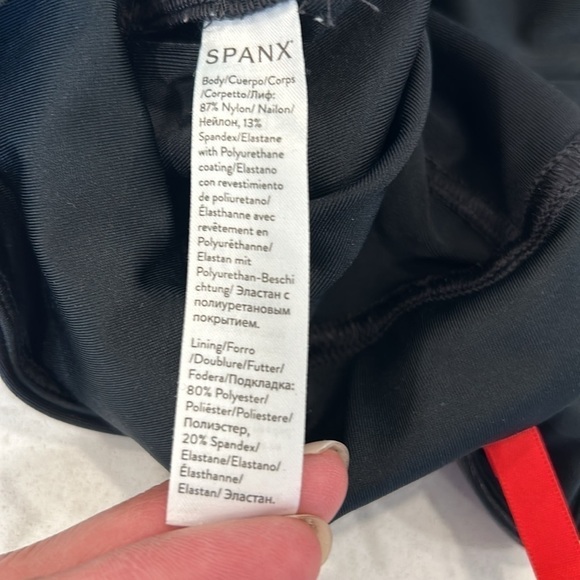 SPANX
Body/Cuerpo/Corps
/Corpetto/Лиф:
87% Nylon/ Nailon/
Нейлон, 13%
Spandex/Elastane
with Polyurethane
coating/Elastano
con revestimiento
de poliuretano/
Élasthanne avec
revêtement en
Polyuréthanne/
Elastan mit
Polyurethan-Beschi
chtung/ Эластан с
полиуретановым
покрытием.
Lining/Forro
/Doublure/Futter/
Fodera/Подкладка:
80% Polyester/
Poliéster/Poliestere/
Полиэстер,
20% Spandex/
Elastane/Elastano/
Élasthanne/
Elastan/ Эластан.